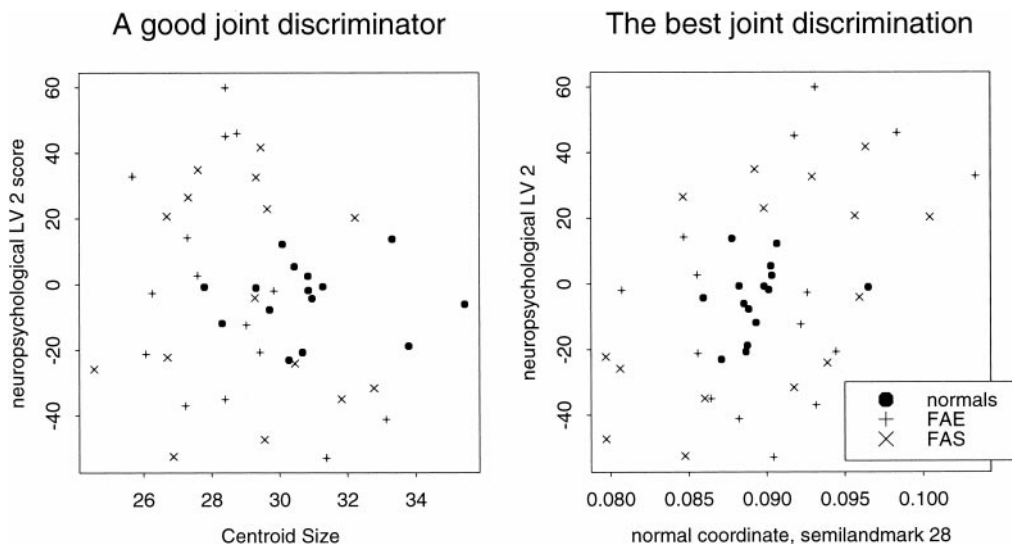 A good joint discriminator
neuropsychological LV 2 score
60
40
20
0
-20
-40
26 28 30 32 34
Centroid Size
The best joint discrimination
neuropsychological LV 2
60
40
20
0
-20
-40
normals
FAE
FAS
0.080 0.085 0.090 0.095 0.100
normal coordinate, semilandmark 28